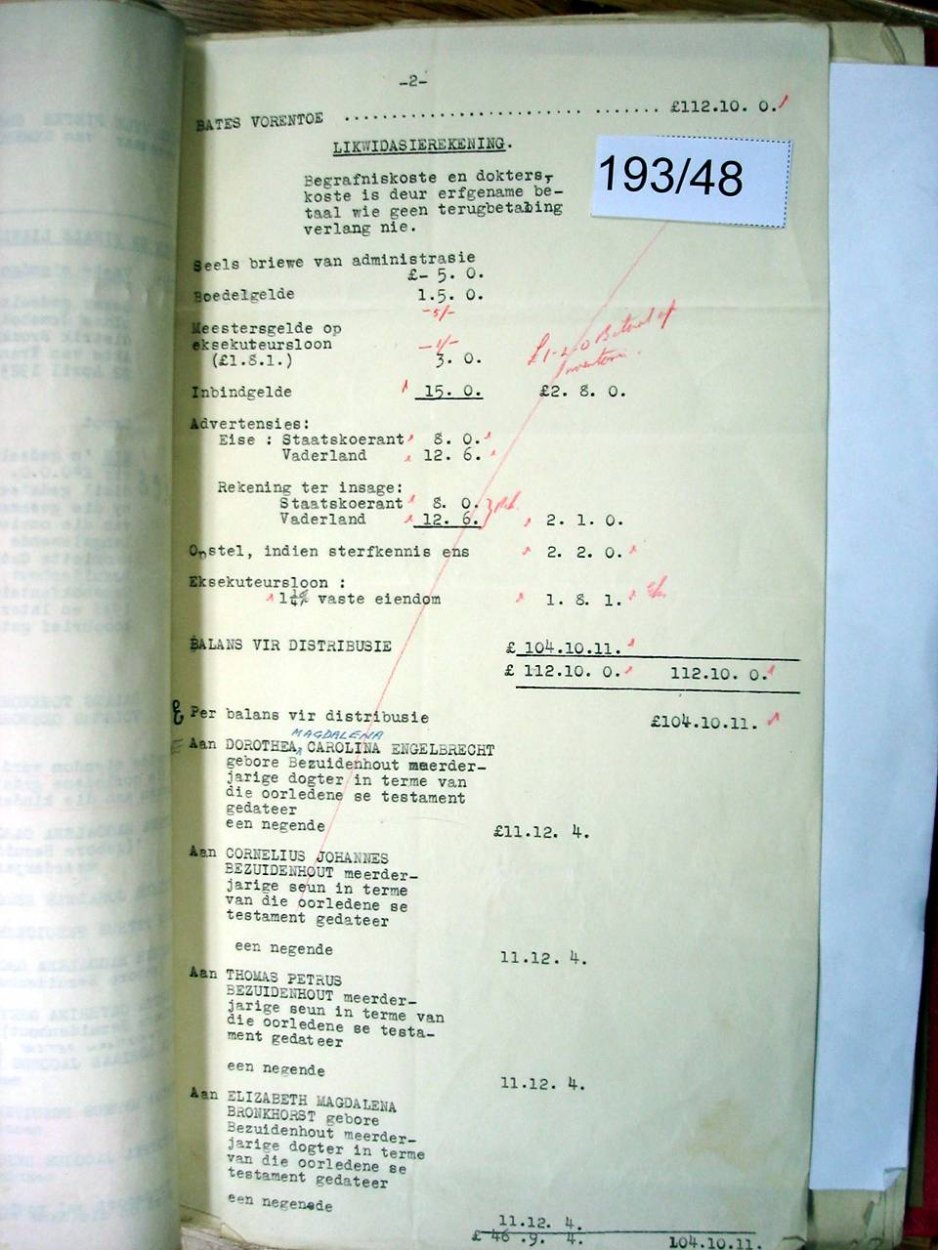 -2-
BATES VORENTOE ........................... ....... £112.10. 0.
LIKWIDASIEREKENING.
193/48
Begrafniskoste en dokters,
koste is deur erfgename be-
taal wie geen terugbetabing
verlang nie.
Seels briewe van administrasie
£- 5. 0.
Boedelgelde 1.5. 0.
-5/-
Meestersgelde op
eksekuteursloon -1/-
(£1.8.1.) 3. 0.
£1-2-0 Betaal op
Inventaris.
Inbindgelde 15. 0. £2. 8. 0.
Advertensies:
Eise : Staatskoerant 8. 0.
Vaderland 12. 6.
Rekening ter insage:
Staatskoerant 8. 0.
Vaderland 12. 6. 2. 1. 0.
Opstel, indien sterfkennis ens 2. 2. 0.
Eksekuteursloon :
1¼% vaste eiendom 1. 8. 1.
BALANS VIR DISTRIBUSIE £ 104.10.11.
£ 112.10. 0. 112.10. 0.
Per balans vir distribusie £104.10.11.
MAGDALENA
Aan DOROTHEA CAROLINA ENGELBRECHT
gebore Bezuidenhout meerder-
jarige dogter in terme van
die oorledene se testament
gedateer
een negende £11.12. 4.
Aan CORNELIUS JOHANNES
BEZUIDENHOUT meerder-
jarige seun in terme
van die oorledene se
testament gedateer
een negende 11.12. 4.
Aan THOMAS PETRUS
BEZUIDENHOUT meerder-
jarige seun in terme van
die oorledene se testa-
ment gedateer
een negende 11.12. 4.
Aan ELIZABETH MAGDALENA
BRONKHORST gebore
Bezuidenhout meerder-
jarige dogter in terme
van die oorledene se
testament gedateer
een negende
11.12. 4.
£ 46 .9. 4. 104.10.11.